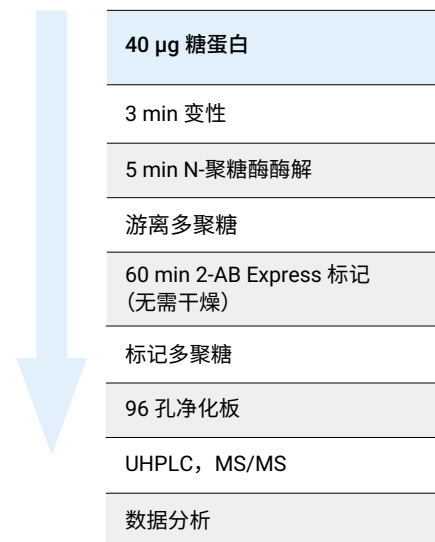 40 μg 糖蛋白
3 min 变性
5 min N-聚糖酶酶解
游离多聚糖
60 min 2-AB Express 标记
（无需干燥）
标记多聚糖
96 孔净化板
UHPLC，MS/MS
数据分析